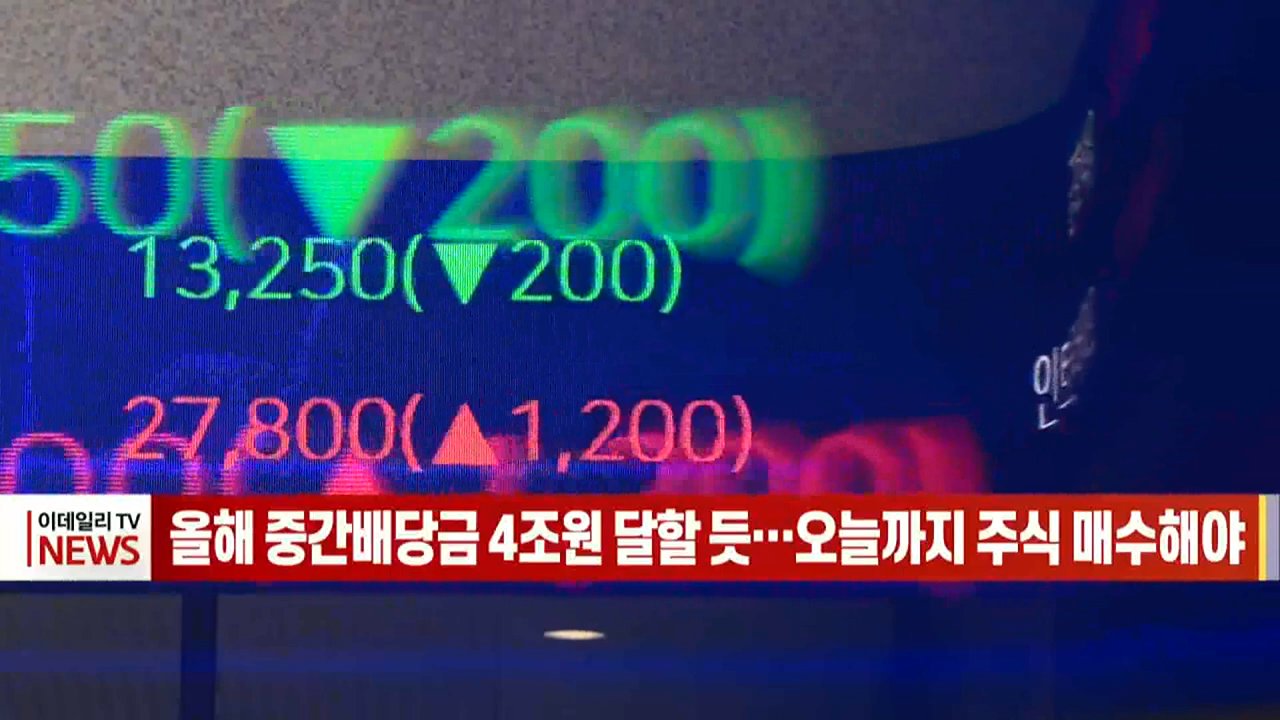 50(▼200)
13,250(▼200)
27,800(▲1,200)
이데일리 TV
NEWS
올해 중간배당금 4조원 달할 듯…오늘까지 주식 매수해야